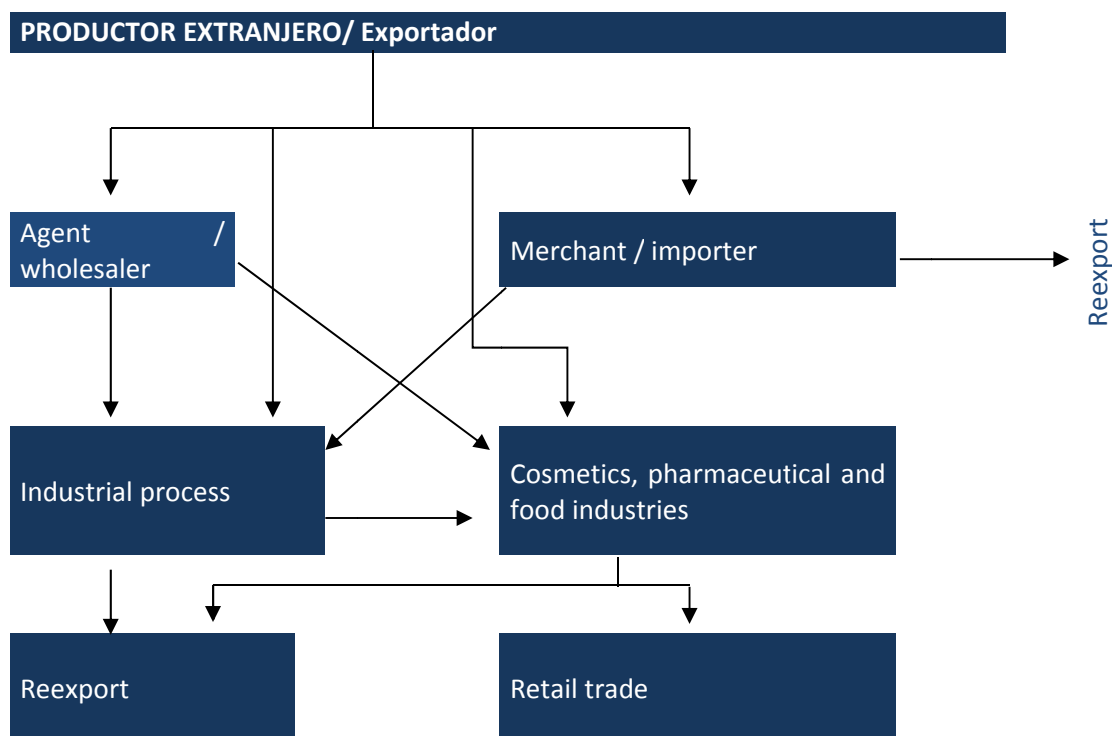 PRODUCTOR EXTRANJERO/ Exportador
Agent /
wholesaler
Merchant / importer
Reexport
Industrial process
Cosmetics, pharmaceutical and
food industries
Reexport
Retail trade